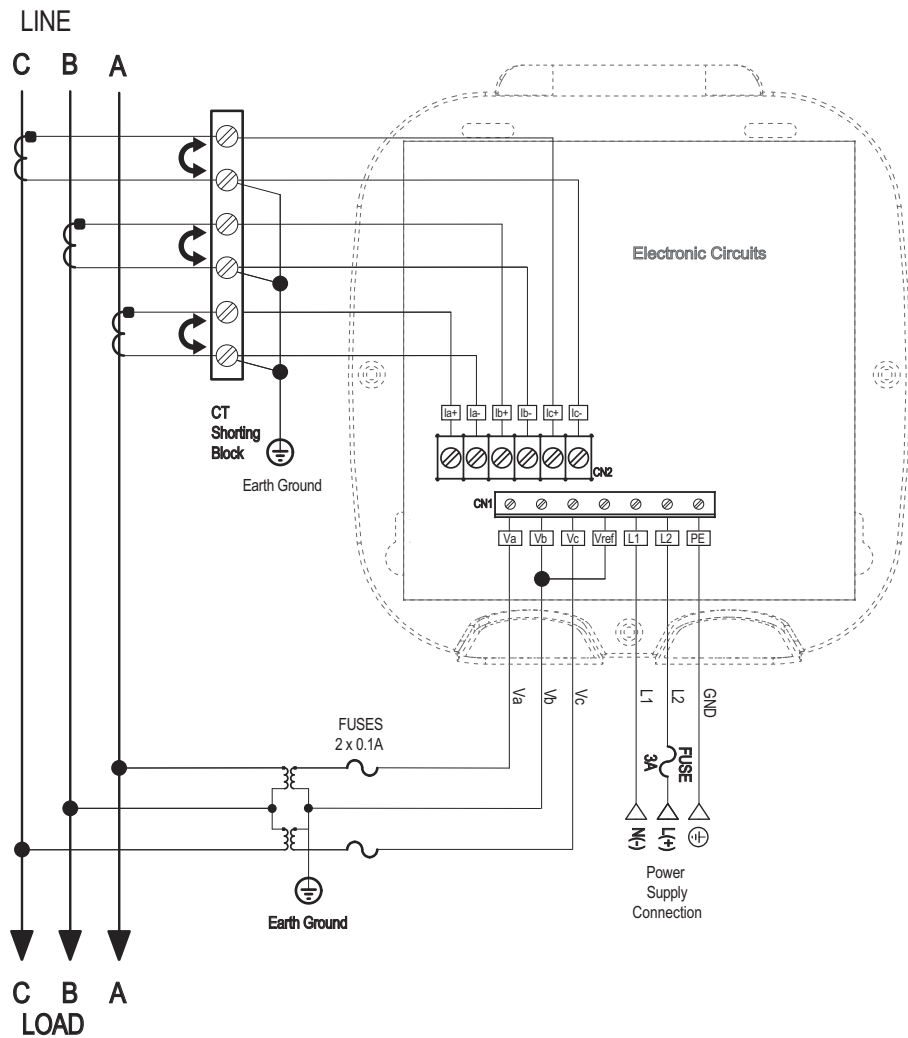 LINE
C B A
Electronic Circuits
CT
Shorting
Block
Earth Ground
Ia+ Ia- Ib+ Ib- Ic+ Ic-
CN2
CN1
Va Vb Vc Vref L1 L2 PE
Va Vb Vc L1 L2 GND
FUSES
2 x 0.1A
FUSE
3A
N(-) L(+)
Power
Supply
Connection
Earth Ground
C B A
LOAD